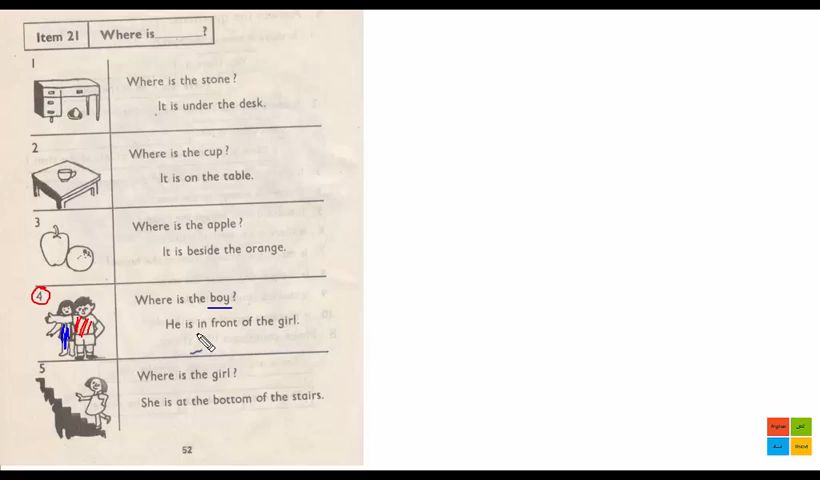 Item 21 Where is_______?
1
Where is the stone?
It is under the desk.
2
Where is the cup?
It is on the table.
3
Where is the apple?
It is beside the orange.
4
Where is the boy?
He is in front of the girl.
5
Where is the girl?
She is at the bottom of the stairs.
52